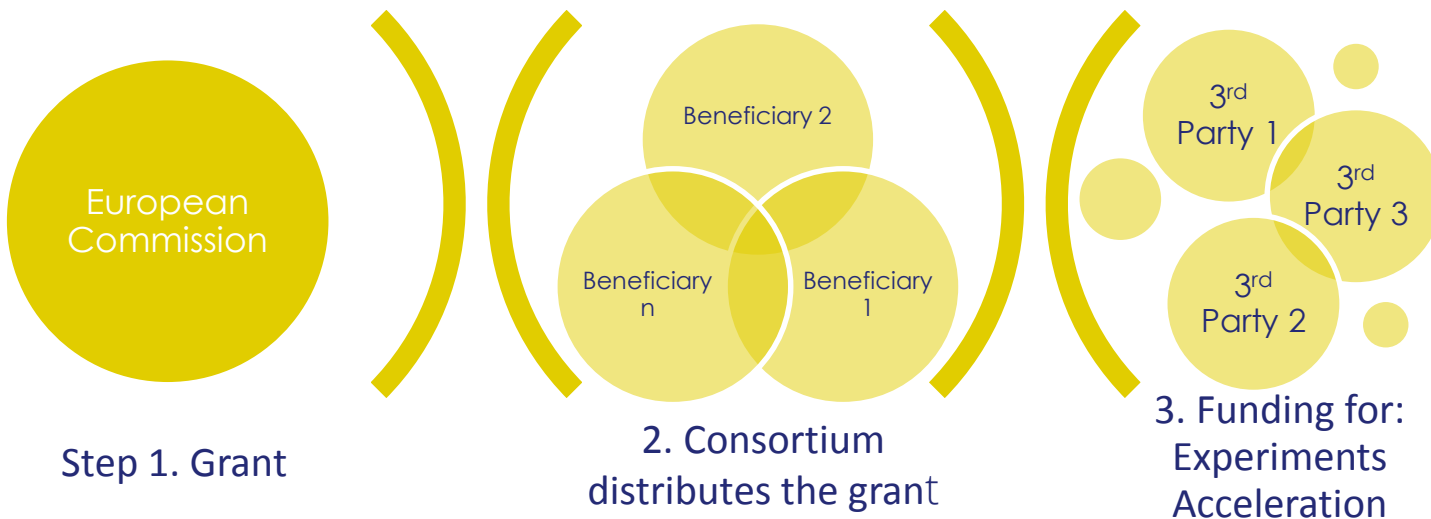 European
Commission
Step 1. Grant
Beneficiary 2
Beneficiary
n
Beneficiary
1
2. Consortium
distributes the grant
3rd
Party 1
3rd
Party 3
3rd
Party 2
3. Funding for:
Experiments
Acceleration